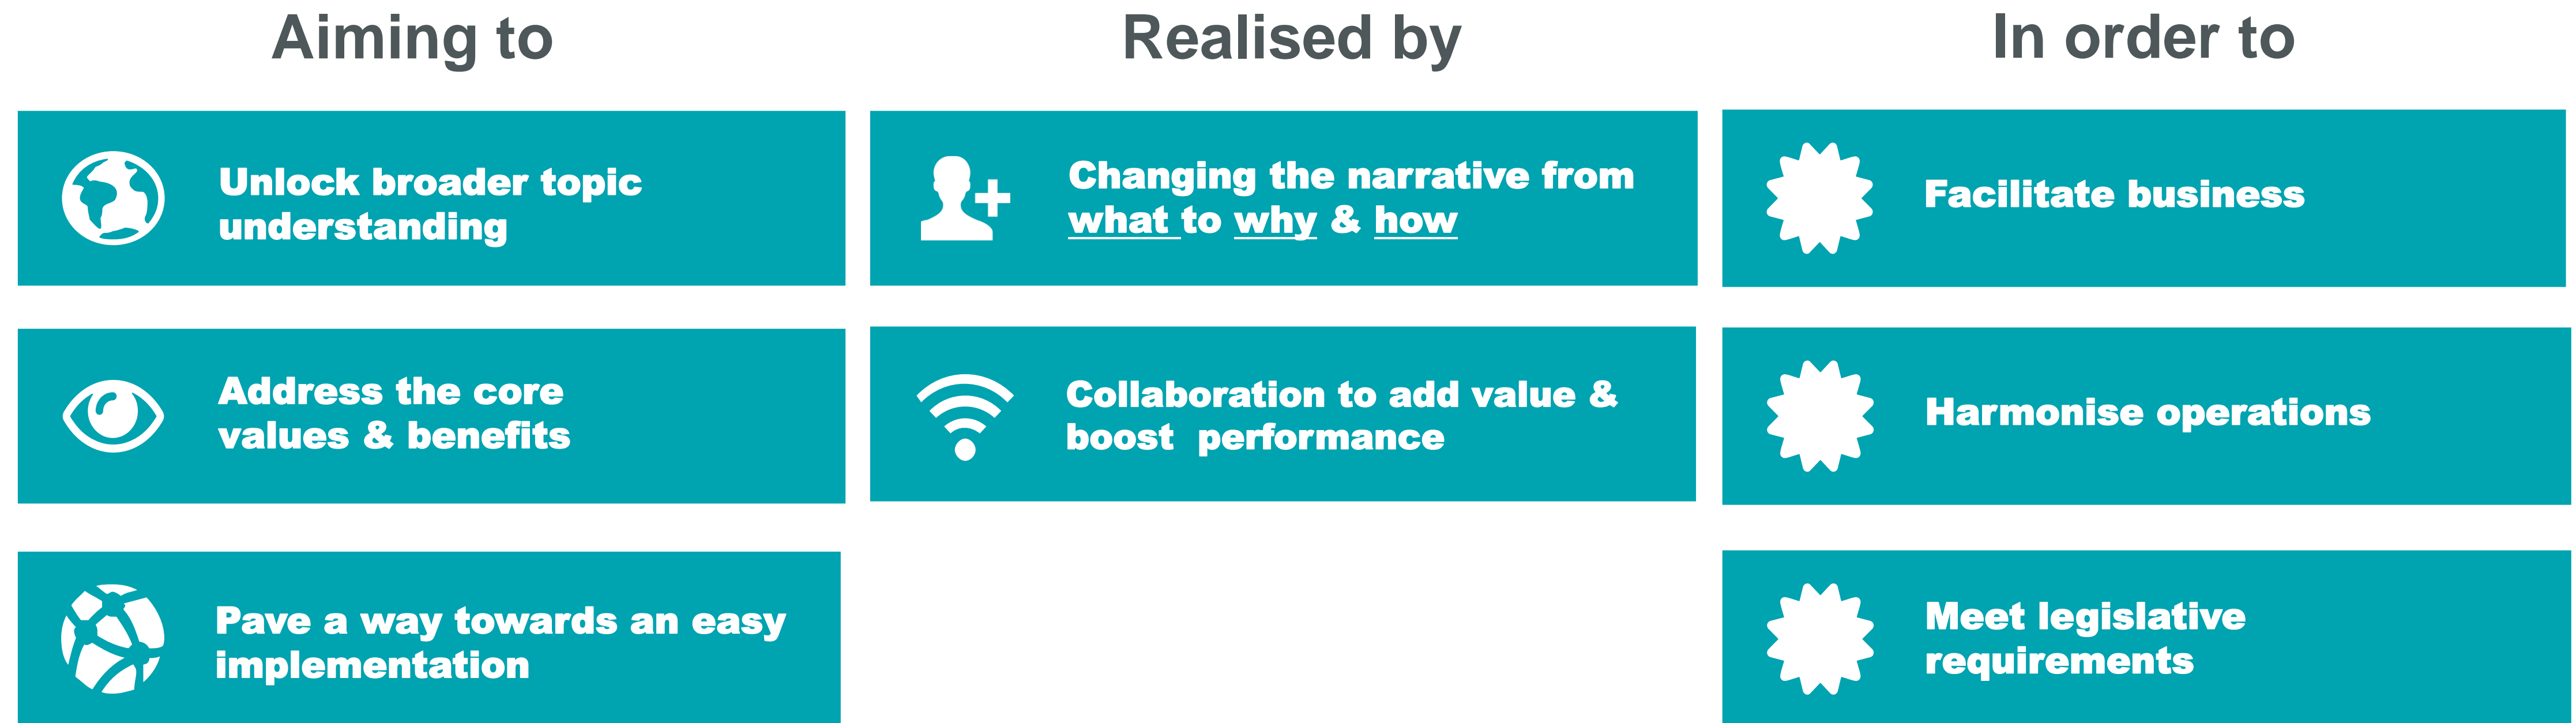 Aiming to
Unlock broader topic
understanding
Address the core
values & benefits
Pave a way towards an easy
implementation
Realised by
Changing the narrative from
what to why & how
Collaboration to add value &
boost  performance
In order to
Facilitate business
Harmonise operations
Meet legislative
requirements